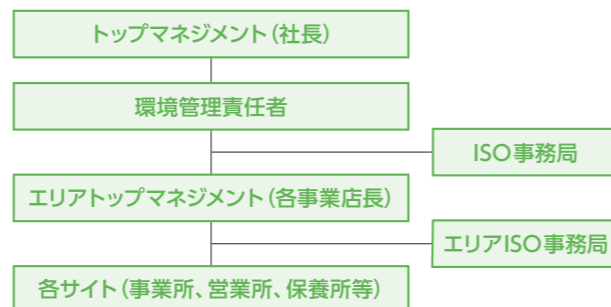 トップマネジメント（社長）
環境管理責任者
ISO事務局
エリアトップマネジメント（各事業店長）
エリアISO事務局
各サイト（事業所、営業所、保養所等）